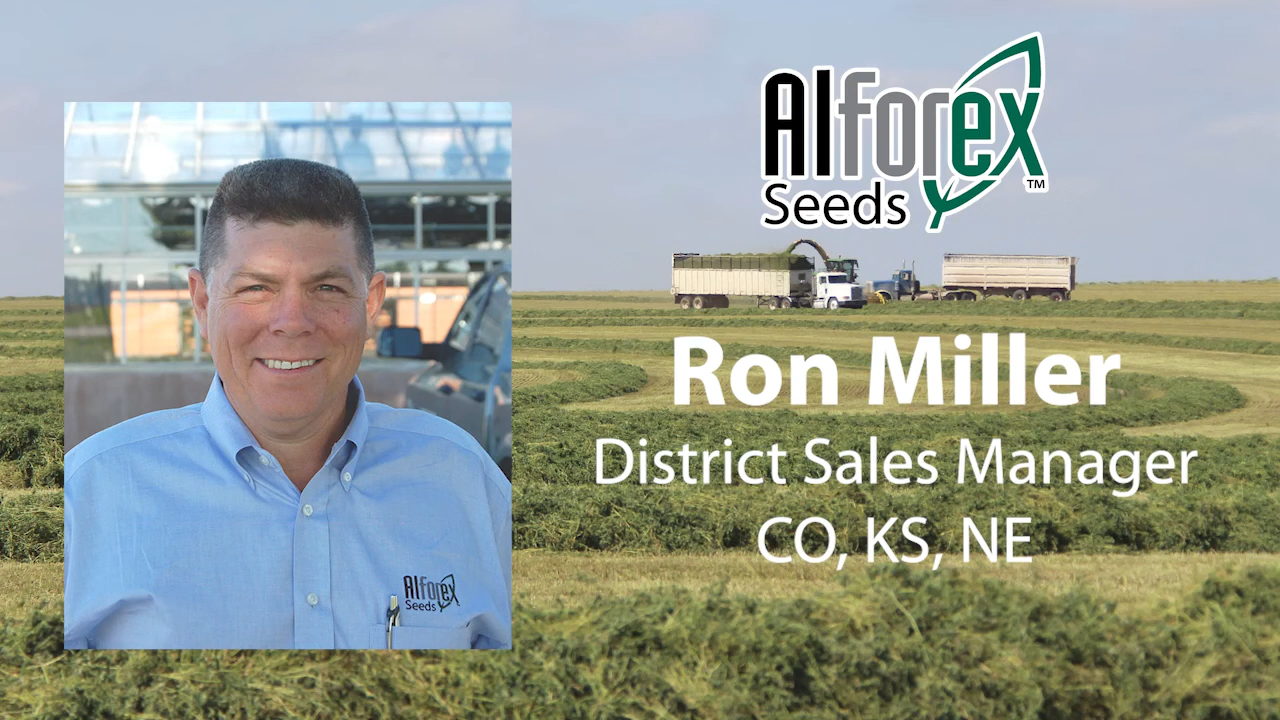 Alforex
Seeds
TM
Ron Miller
District Sales Manager
CO, KS, NE
Alforex
Seeds